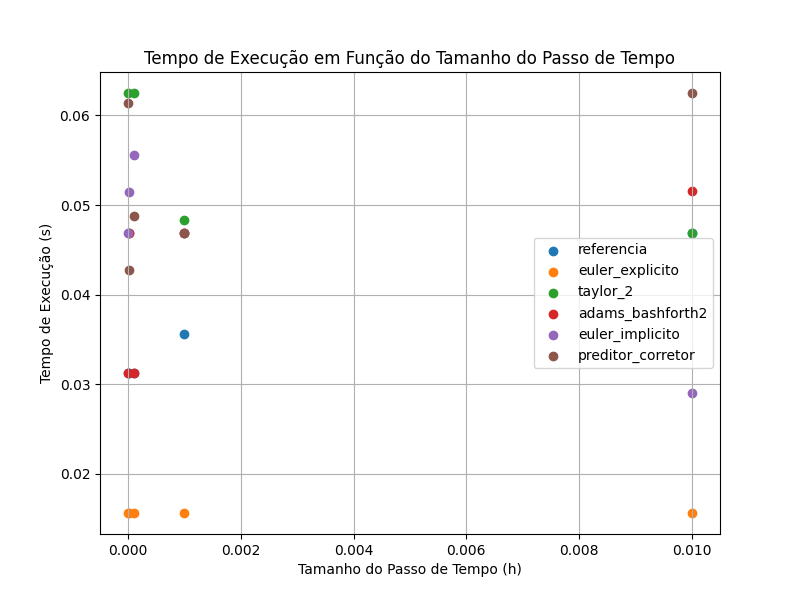 Tempo de Execução em Função do Tamanho do Passo de Tempo
0.06
0.05
0.04
0.03
0.02
Tempo de Execução (s)
referencia
euler_explicito
taylor_2
adams_bashforth2
euler_implicito
preditor_corretor
0.000
0.002
0.004
0.006
0.008
0.010
Tamanho do Passo de Tempo (h)